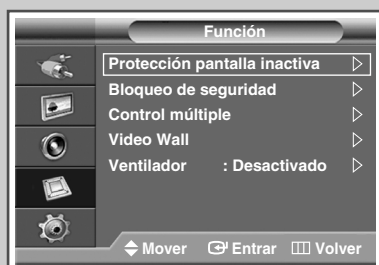 Función
Protección pantalla inactiva
Bloqueo de seguridad
Control múltiple
Video Wall
Ventilador : Desactivado
Mover Entrar Volver